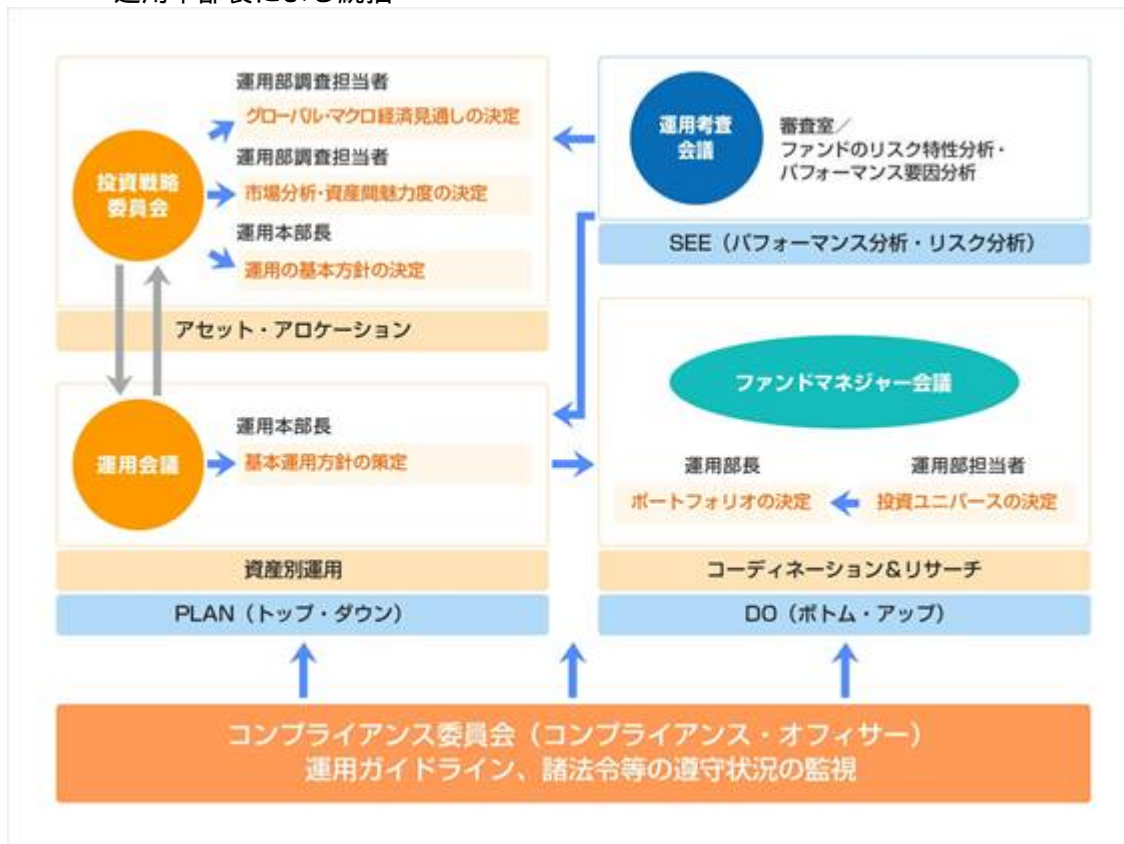 運用本部長による統括
運用部調査担当者
グローバル・マクロ経済見通しの決定
運用部調査担当者
市場分析・資産間魅力度の決定
運用本部長
運用の基本方針の決定
投資戦略
委員会
アセット・アロケーション
運用会議
運用本部長
基本運用方針の策定
資産別運用
PLAN（トップ・ダウン）
運用考査
会議
審査室／
ファンドのリスク特性分析・
パフォーマンス要因分析
SEE（パフォーマンス分析・リスク分析）
ファンドマネジャー会議
運用部長
ポートフォリオの決定
運用部担当者
投資ユニバースの決定
コーディネーション&リサーチ
DO（ボトム・アップ）
コンプライアンス委員会（コンプライアンス・オフィサー）
運用ガイドライン、諸法令等の遵守状況の監視